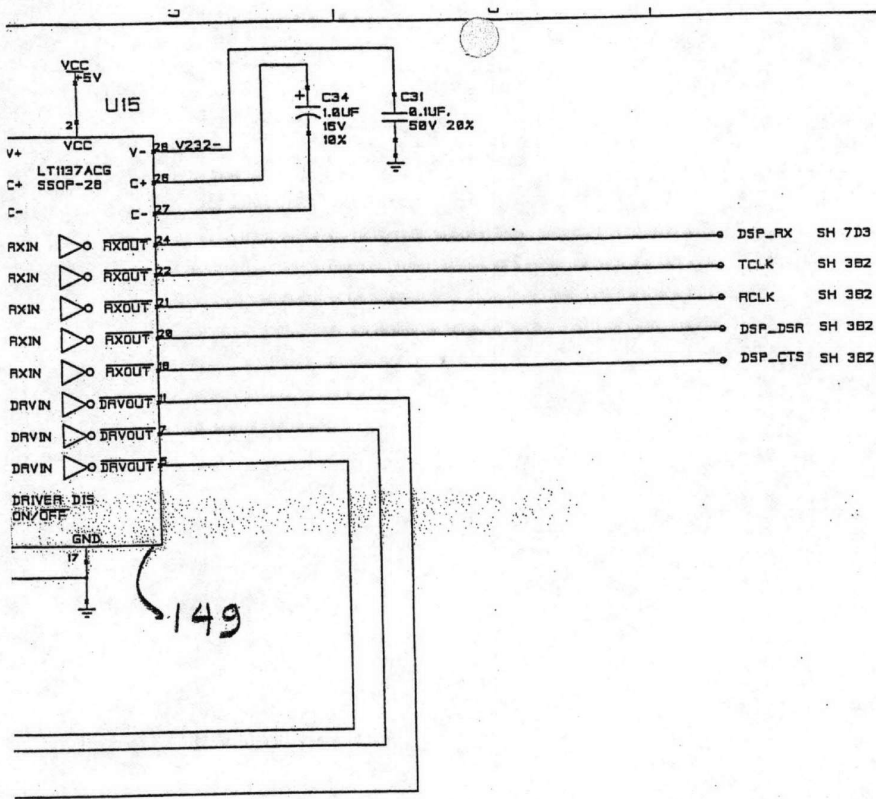 VCC
+5V
U15
2
VCC
V+
V-
28
V232-
LT1137ACG
SSOP-28
C+
C+
26
C-
C-
27
C34
+
1.0UF
16V
10%
C31
0.1UF,
50V 20%
RXIN RXOUT 24 DSP_RX SH 7D3
RXIN RXOUT 22 TCLK SH 3B2
RXIN RXOUT 21 RCLK SH 3B2
RXIN RXOUT 20 DSP_DSR SH 3B2
RXIN RXOUT 18 DSP_CTS SH 3B2
DRVIN DRVOUT
DRVIN DRVOUT 7
DRVIN DRVOUT
DRIVER DIS
ON/OFF
GND
17
149